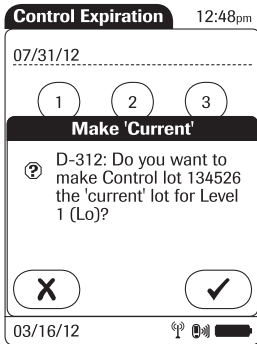 Control Expiration 12:48pm
07/31/12
1 2 3
Make 'Current'
D-312: Do you want to
make Control lot 134526
the 'current' lot for Level
1 (Lo)?
03/16/12